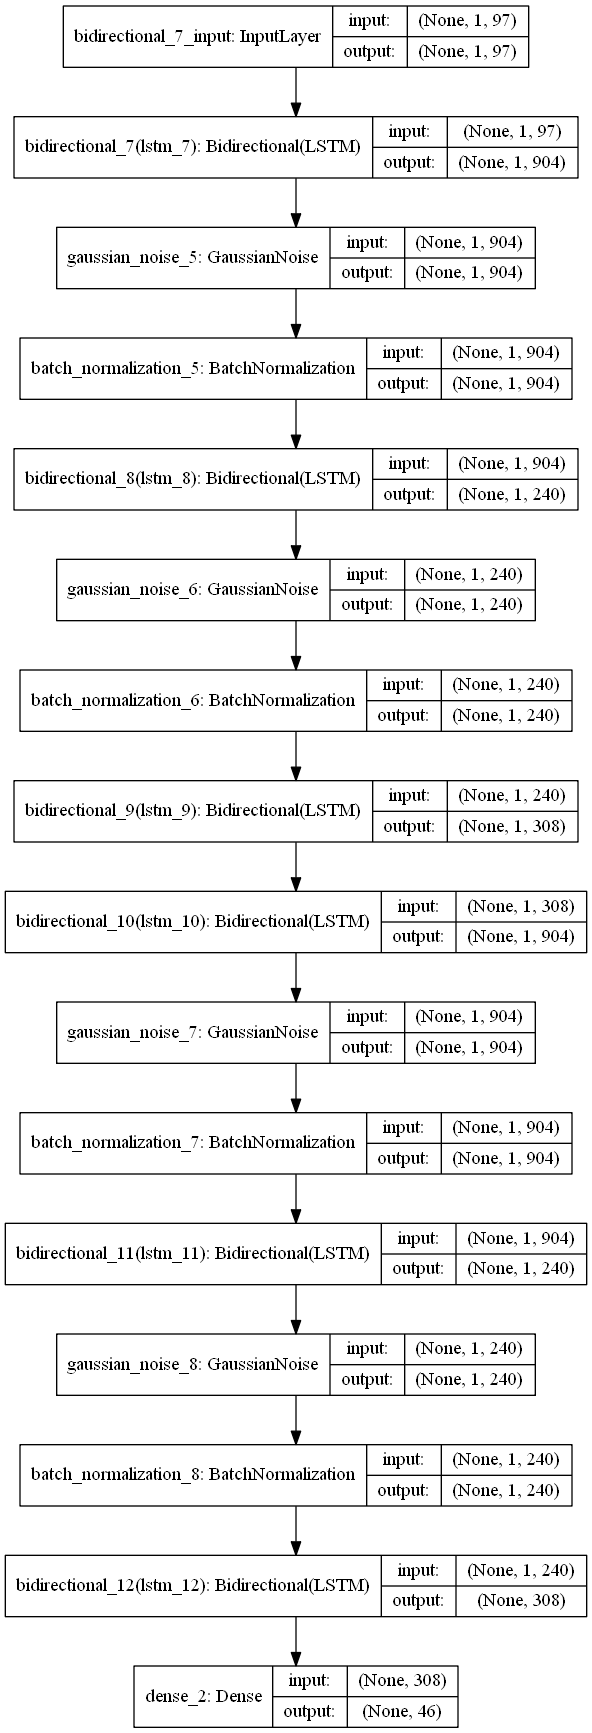 bidirectional_7_input: InputLayer
input: (None, 1, 97)
output: (None, 1, 97)
bidirectional_7(lstm_7): Bidirectional(LSTM)
input: (None, 1, 97)
output: (None, 1, 904)
gaussian_noise_5: GaussianNoise
input: (None, 1, 904)
output: (None, 1, 904)
batch_normalization_5: BatchNormalization
input: (None, 1, 904)
output: (None, 1, 904)
bidirectional_8(lstm_8): Bidirectional(LSTM)
input: (None, 1, 904)
output: (None, 1, 240)
gaussian_noise_6: GaussianNoise
input: (None, 1, 240)
output: (None, 1, 240)
batch_normalization_6: BatchNormalization
input: (None, 1, 240)
output: (None, 1, 240)
bidirectional_9(lstm_9): Bidirectional(LSTM)
input: (None, 1, 240)
output: (None, 1, 308)
bidirectional_10(lstm_10): Bidirectional(LSTM)
input: (None, 1, 308)
output: (None, 1, 904)
gaussian_noise_7: GaussianNoise
input: (None, 1, 904)
output: (None, 1, 904)
batch_normalization_7: BatchNormalization
input: (None, 1, 904)
output: (None, 1, 904)
bidirectional_11(lstm_11): Bidirectional(LSTM)
input: (None, 1, 904)
output: (None, 1, 240)
gaussian_noise_8: GaussianNoise
input: (None, 1, 240)
output: (None, 1, 240)
batch_normalization_8: BatchNormalization
input: (None, 1, 240)
output: (None, 1, 240)
bidirectional_12(lstm_12): Bidirectional(LSTM)
input: (None, 1, 240)
output: (None, 308)
dense_2: Dense
input: (None, 308)
output: (None, 46)